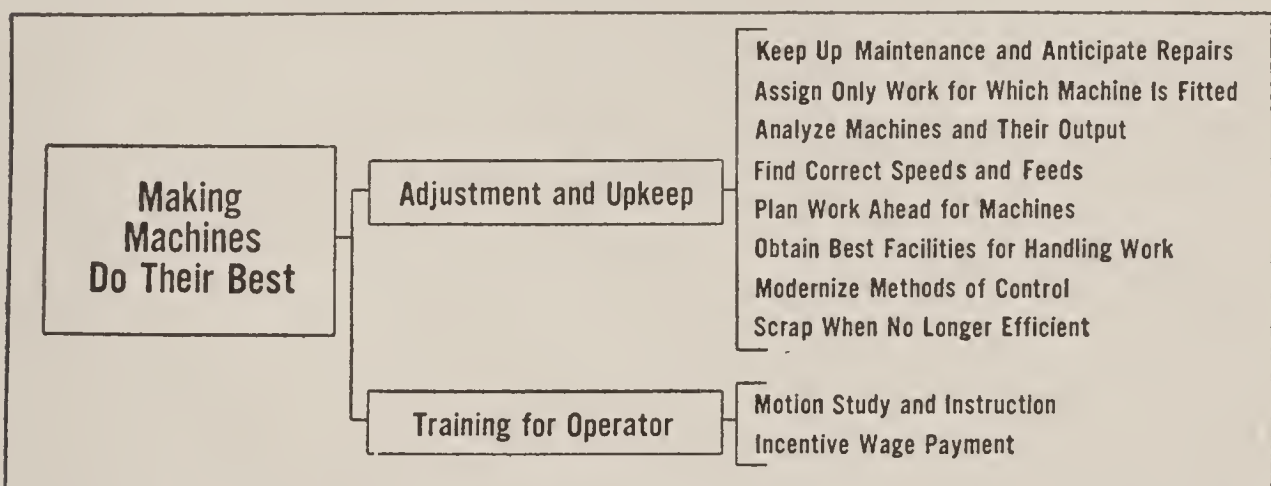 Making
Machines
Do Their Best
Adjustment and Upkeep
Keep Up Maintenance and Anticipate Repairs
Assign Only Work for Which Machine Is Fitted
Analyze Machines and Their Output
Find Correct Speeds and Feeds
Plan Work Ahead for Machines
Obtain Best Facilities for Handling Work
Modernize Methods of Control
Scrap When No Longer Efficient
Training for Operator
Motion Study and Instruction
Incentive Wage Payment